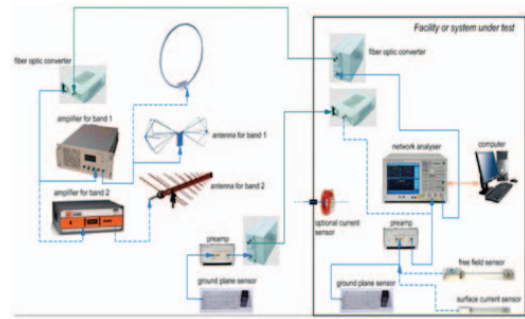 Facility or system under test
fiber optic converter
fiber optic converter
amplifier for band 1
antenna for band 1
network analyser
computer
amplifier for band 2
antenna for band 2
optional current
sensor
preamp
preamp
free field sensor
ground plane sensor
ground plane sensor
surface current sensor